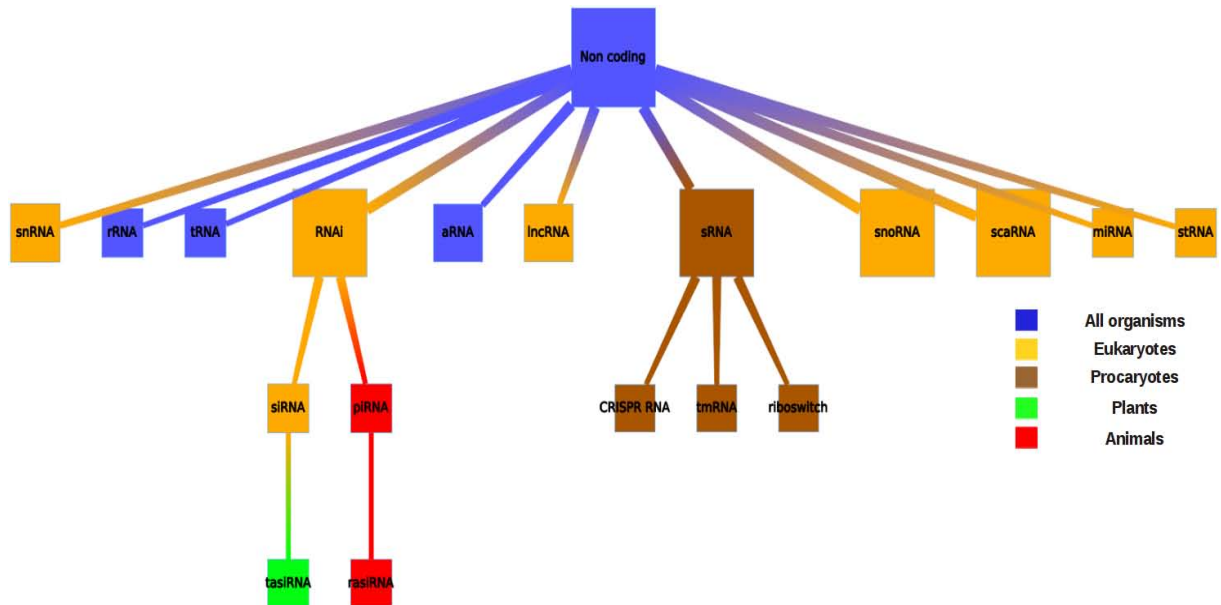 Non coding
snRNA
rRNA
tRNA
RNAi
aRNA
lncRNA
sRNA
snoRNA
scaRNA
miRNA
stRNA
All organisms
Eukaryotes
Procaryotes
Plants
Animals
siRNA
piRNA
CRISPR RNA
tmRNA
riboswitch
tasiRNA
rasiRNA